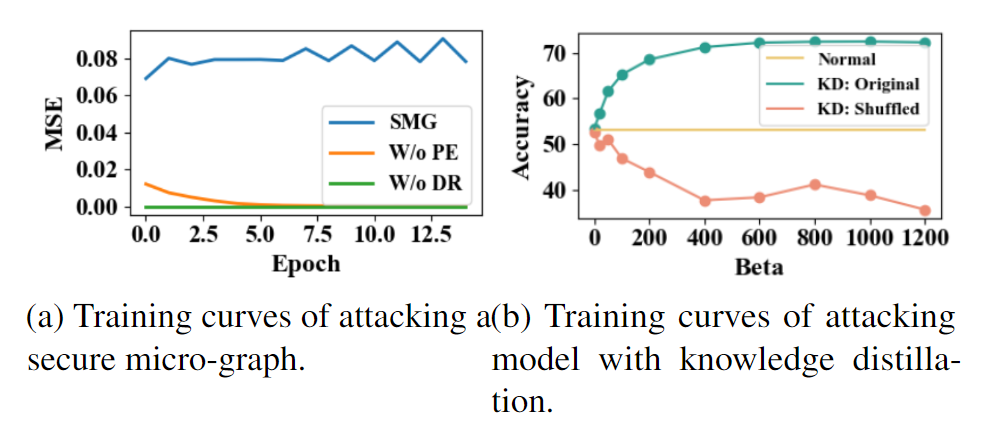 0.08
0.06
0.04
0.02
0.00
MSE
SMG
W/o PE
W/o DR
0.0 2.5 5.0 7.5 10.0 12.5
Epoch
70
60
50
40
Accuracy
Normal
KD: Original
KD: Shuffled
0 200 400 600 800 1000 1200
Beta
(a) Training curves of attacking a
secure micro-graph.
(b) Training curves of attacking
model with knowledge distilla-
tion.